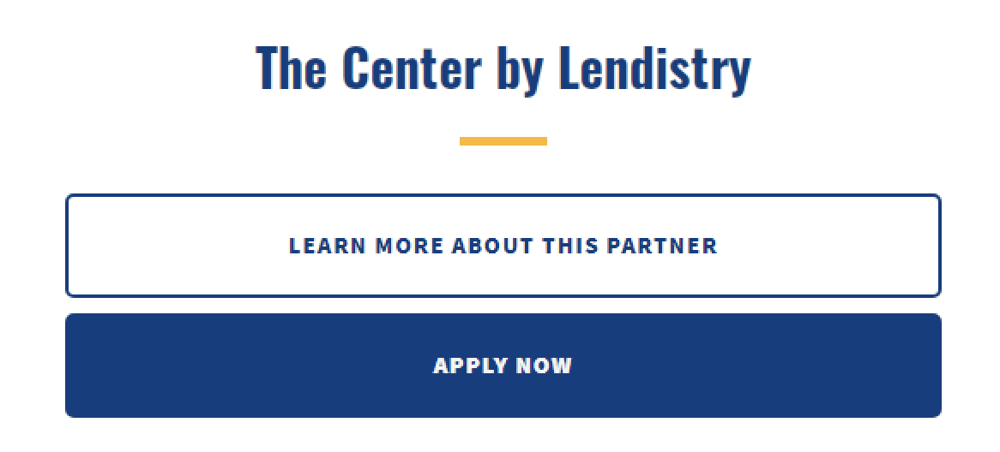 The Center by Lendistry
LEARN MORE ABOUT THIS PARTNER
APPLY NOW